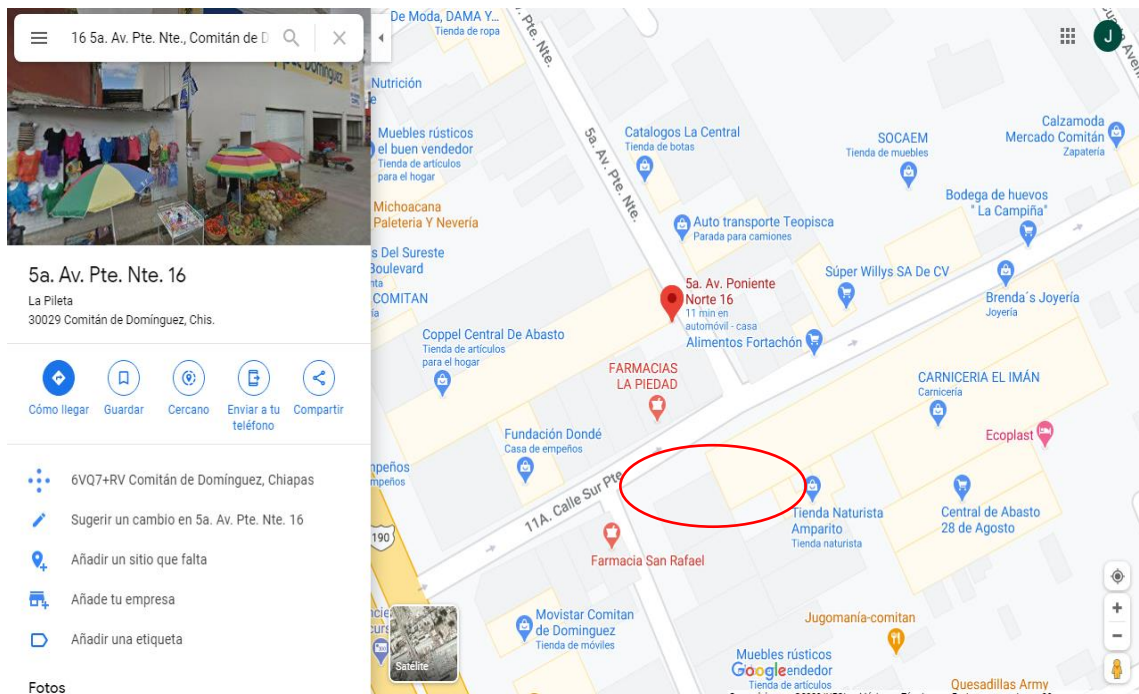 16 5a. Av. Pte. Nte., Comitán de D
5a. Av. Pte. Nte. 16
La Pileta
30029 Comitán de Domínguez, Chis.
Cómo llegar
Guardar
Cercano
Enviar a tu
teléfono
Compartir
6VQ7+RV Comitán de Domínguez, Chiapas
Sugerir un cambio en 5a. Av. Pte. Nte. 16
Añadir un sitio que falta
Añade tu empresa
Añadir una etiqueta
Fotos
De Moda, DAMA Y...
Tienda de ropa
Pte. Nte.
J
Nutrición
Muebles rústicos
el buen vendedor
Tienda de artículos
para el hogar
5a. Av. Pte. Nte.
Catalogos La Central
Tienda de botas
SOCAEM
Tienda de muebles
Calzamoda
Mercado Comitán
Zapatería
Michoacana
Paleteria Y Nevería
Bodega de huevos
" La Campiña"
Auto transporte Teopisca
Parada para camiones
s Del Sureste
Boulevard
COMITAN
5a. Av. Poniente
Norte 16
11 min en
automóvil - casa
Súper Willys SA De CV
Brenda´s Joyería
Joyería
Coppel Central De Abasto
Tienda de artículos
para el hogar
Alimentos Fortachón
FARMACIAS
LA PIEDAD
CARNICERIA EL IMÁN
Carnicería
Fundación Dondé
Casa de empeños
Ecoplast
mpeños
11A. Calle Sur Pte.
Tienda Naturista
Amparito
Tienda naturista
Central de Abasto
28 de Agosto
190
Farmacia San Rafael
Movistar Comitan
de Dominguez
Tienda de móviles
Jugomanía-comitan
Satélite
Muebles rústicos
Google
endedor
Tienda de artículos
Quesadillas Army